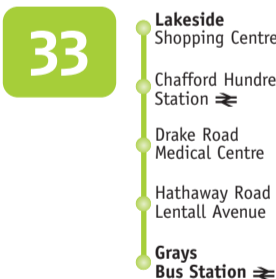 33
Lakeside
Shopping Centre
Chafford Hundre
Station
Drake Road
Medical Centre
Hathaway Road
Lentall Avenue
Grays
Bus Station